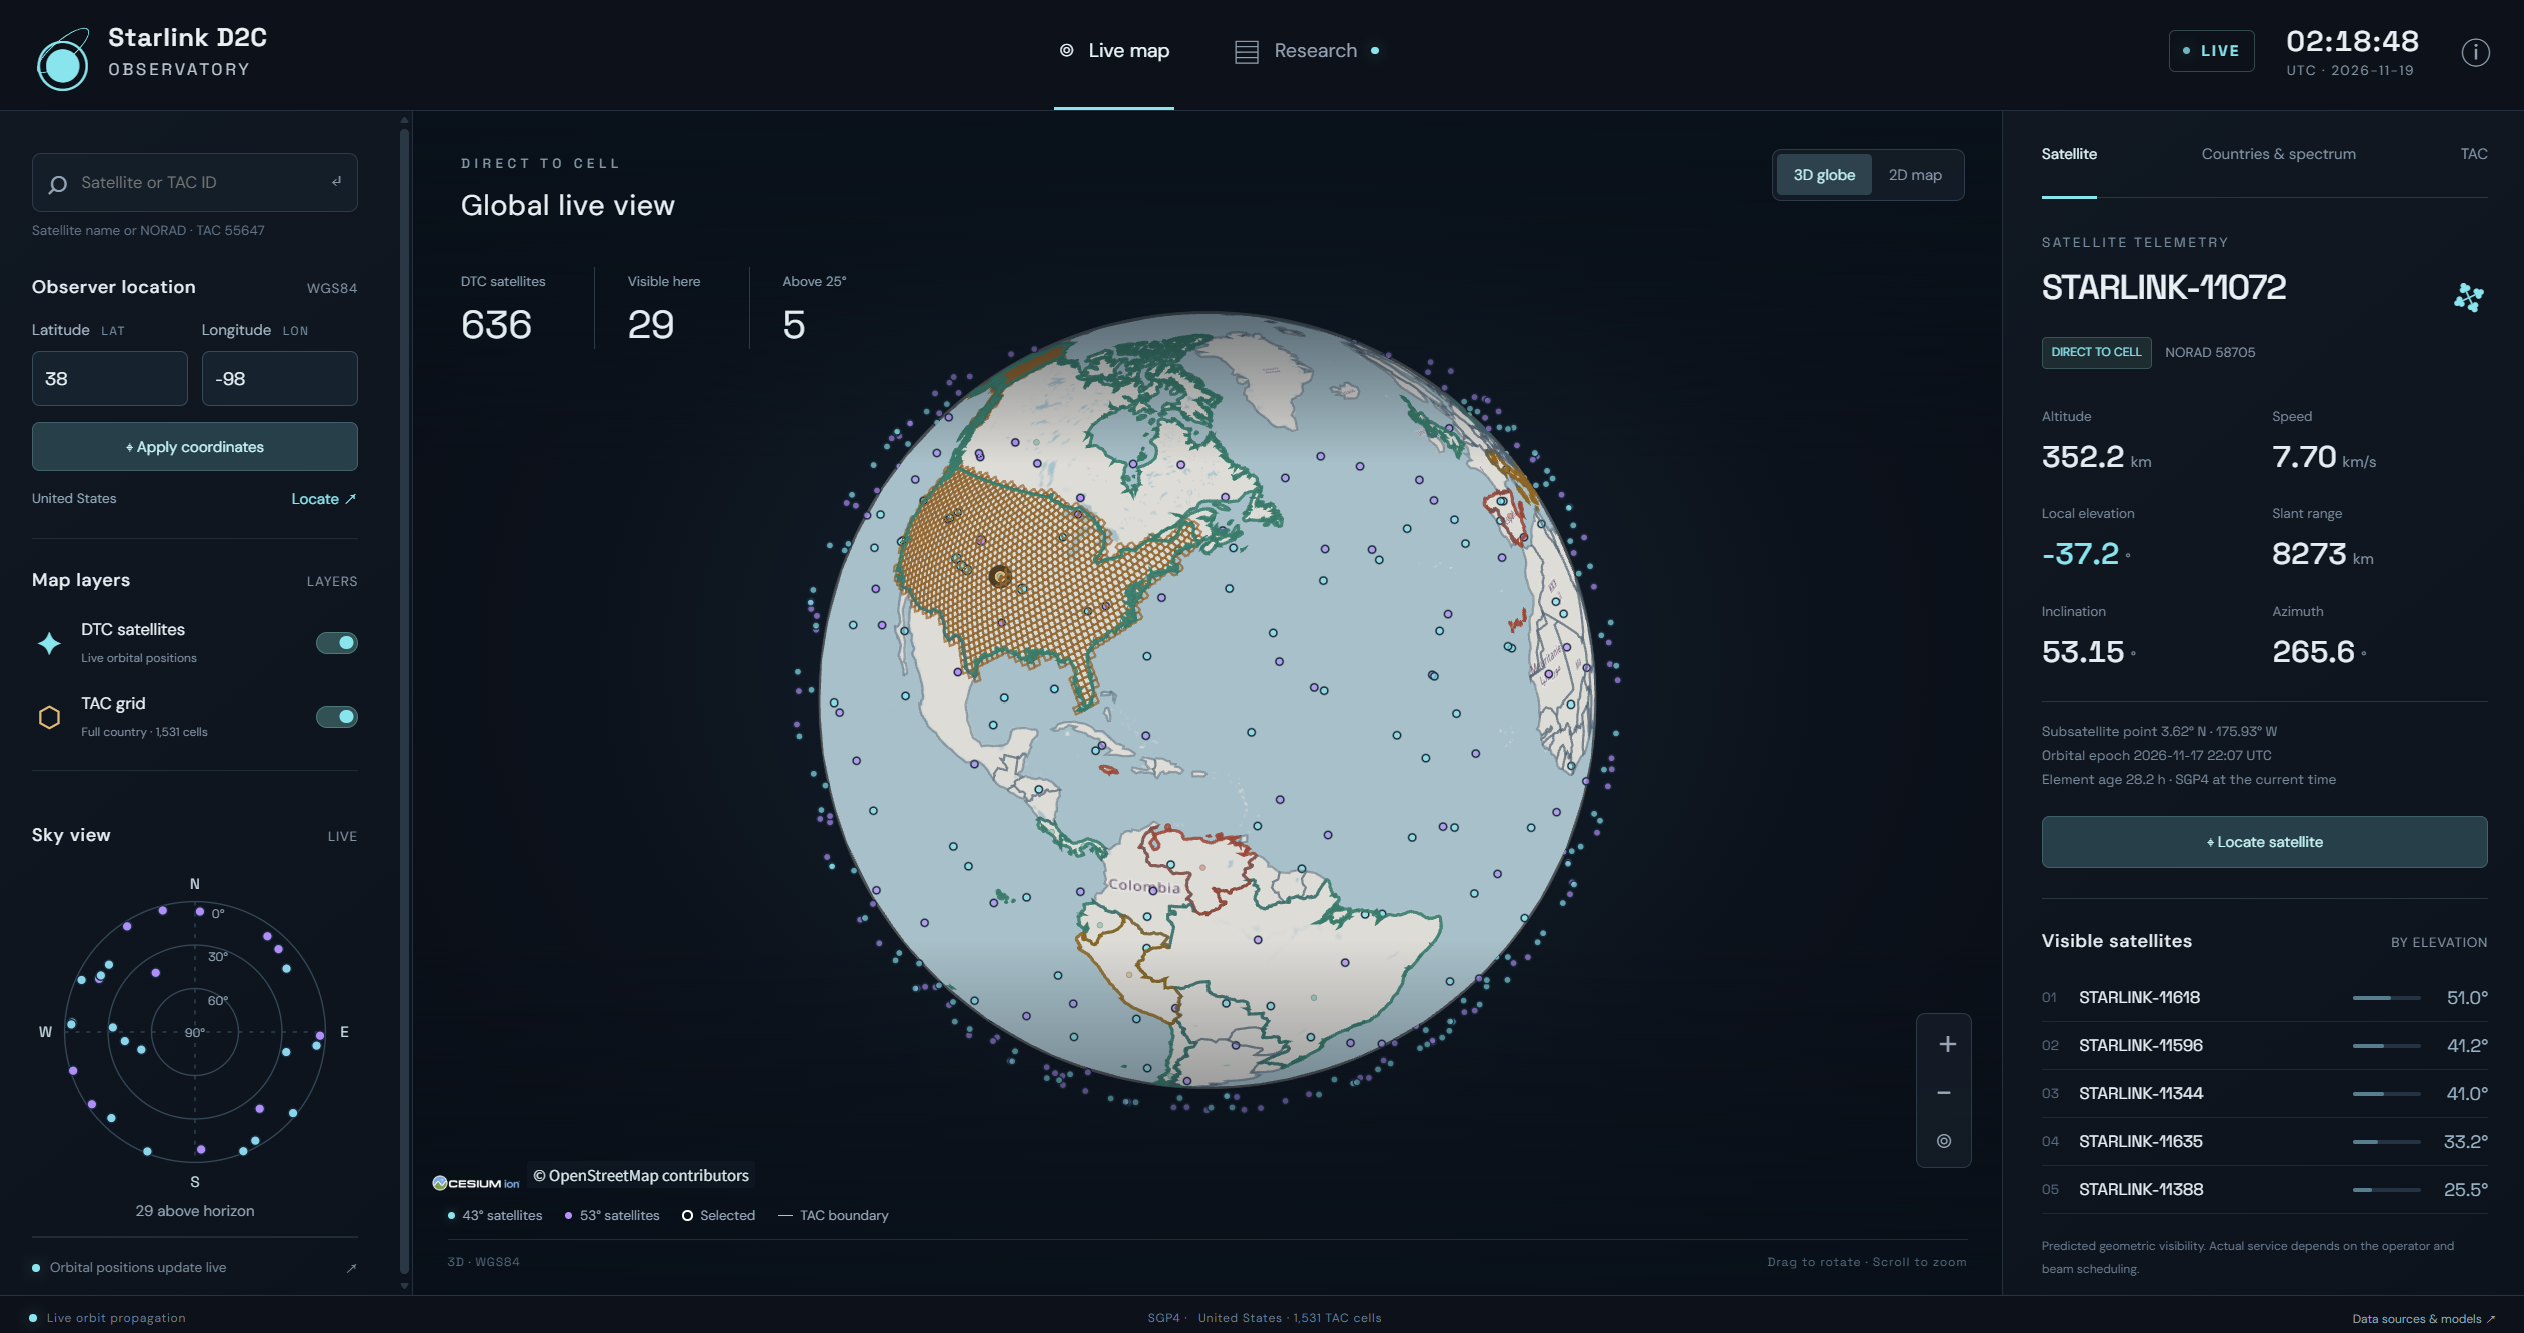 Starlink D2C
OBSERVATORY
Live map
Research
LIVE
02:18:48
UTC · 2026-11-19
Satellite or TAC ID
Satellite name or NORAD · TAC 55647
Observer location
WGS84
Latitude LAT
Longitude LON
38
-98
⌖ Apply coordinates
United States
Locate ↗
Map layers
LAYERS
DTC satellites
Live orbital positions
TAC grid
Full country · 1,531 cells
Sky view
LIVE
N
0°
30°
60°
90°
W
E
S
29 above horizon
Orbital positions update live ↗
DIRECT TO CELL
Global live view
3D globe
2D map
DTC satellites
636
Visible here
29
Above 25°
5
Colombia
CESIUM ion
© OpenStreetMap contributors
43° satellites
53° satellites
Selected
TAC boundary
3D · WGS84
Drag to rotate · Scroll to zoom
Satellite
Countries & spectrum
TAC
SATELLITE TELEMETRY
STARLINK-11072
DIRECT TO CELL
NORAD 58705
Altitude
352.2 km
Speed
7.70 km/s
Local elevation
-37.2 °
Slant range
8273 km
Inclination
53.15 °
Azimuth
265.6 °
Subsatellite point 3.62° N · 175.93° W
Orbital epoch 2026-11-17 22:07 UTC
Element age 28.2 h · SGP4 at the current time
⌖ Locate satellite
Visible satellites
BY ELEVATION
01 STARLINK-11618 51.0°
02 STARLINK-11596 41.2°
03 STARLINK-11344 41.0°
04 STARLINK-11635 33.2°
05 STARLINK-11388 25.5°
Predicted geometric visibility. Actual service depends on the operator and
beam scheduling.
Live orbit propagation
SGP4 · United States · 1,531 TAC cells
Data sources & models ↗